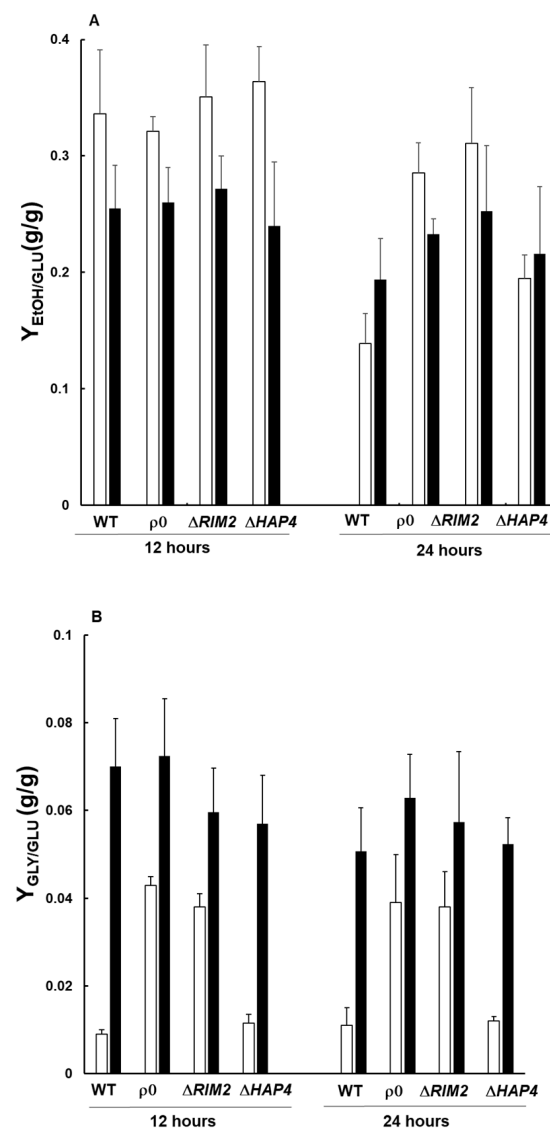 A
Y_EtOH/GLU(g/g)
0.4
0.3
0.2
0.1
0
WT ρ0 ΔRIM2 ΔHAP4 WT ρ0 ΔRIM2 ΔHAP4
12 hours 24 hours
B
Y_GLY/GLU (g/g)
0.1
0.08
0.06
0.04
0.02
0
WT ρ0 ΔRIM2 ΔHAP4 WT ρ0 ΔRIM2 ΔHAP4
12 hours 24 hours